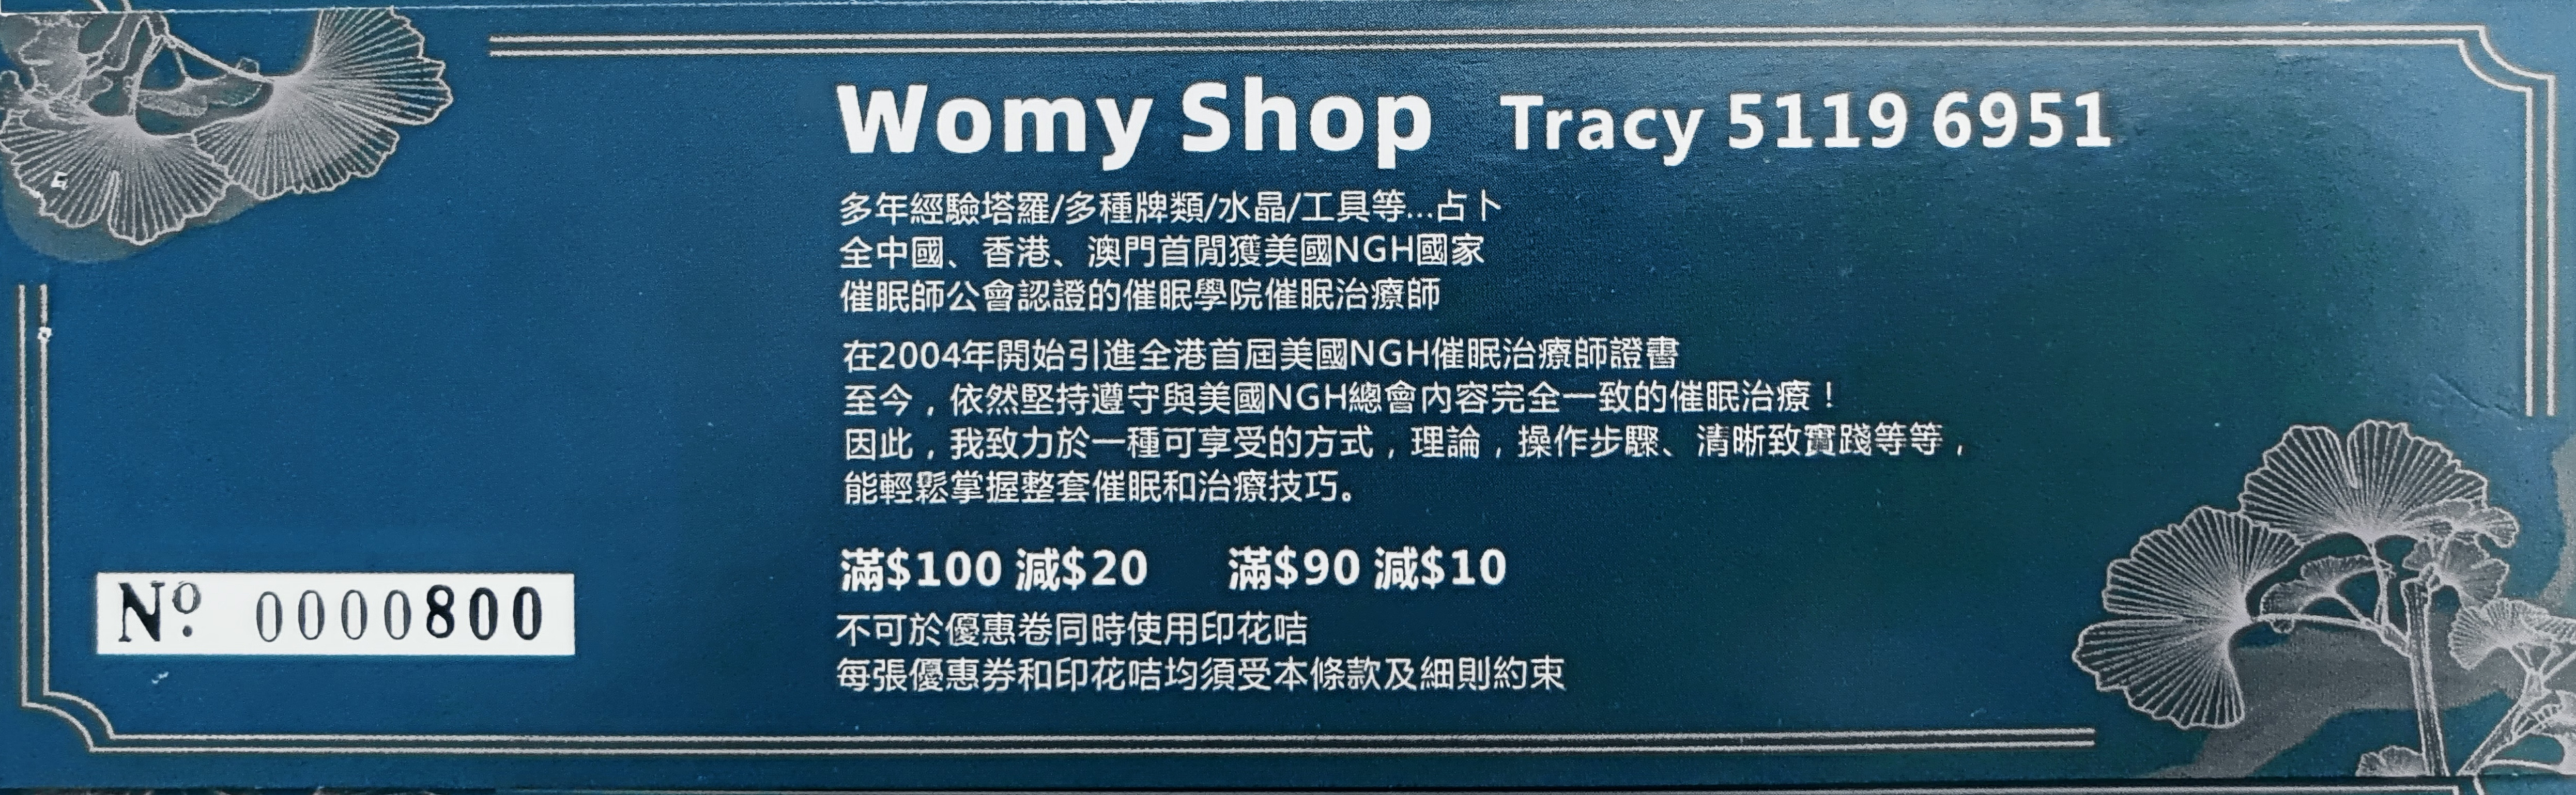 Womy Shop Tracy 5119 6951
多年經驗塔羅/多種牌類/水晶/工具等...占卜
全中國、香港、澳門首間獲美國NGH國家
催眠師公會認證的催眠學院催眠治療師
在2004年開始引進全港首屆美國NGH催眠治療師證書
至今，依然堅持遵守與美國NGH總會內容完全一致的催眠治療！
因此，我致力於一種可享受的方式，理論，操作步驟、清晰致實踐等等，
能輕鬆掌握整套催眠和治療技巧。
滿$100 減$20 滿$90 減$10
不可於優惠卷同時使用印花咭
每張優惠券和印花咭均須受本條款及細則約束
Nº 0000800